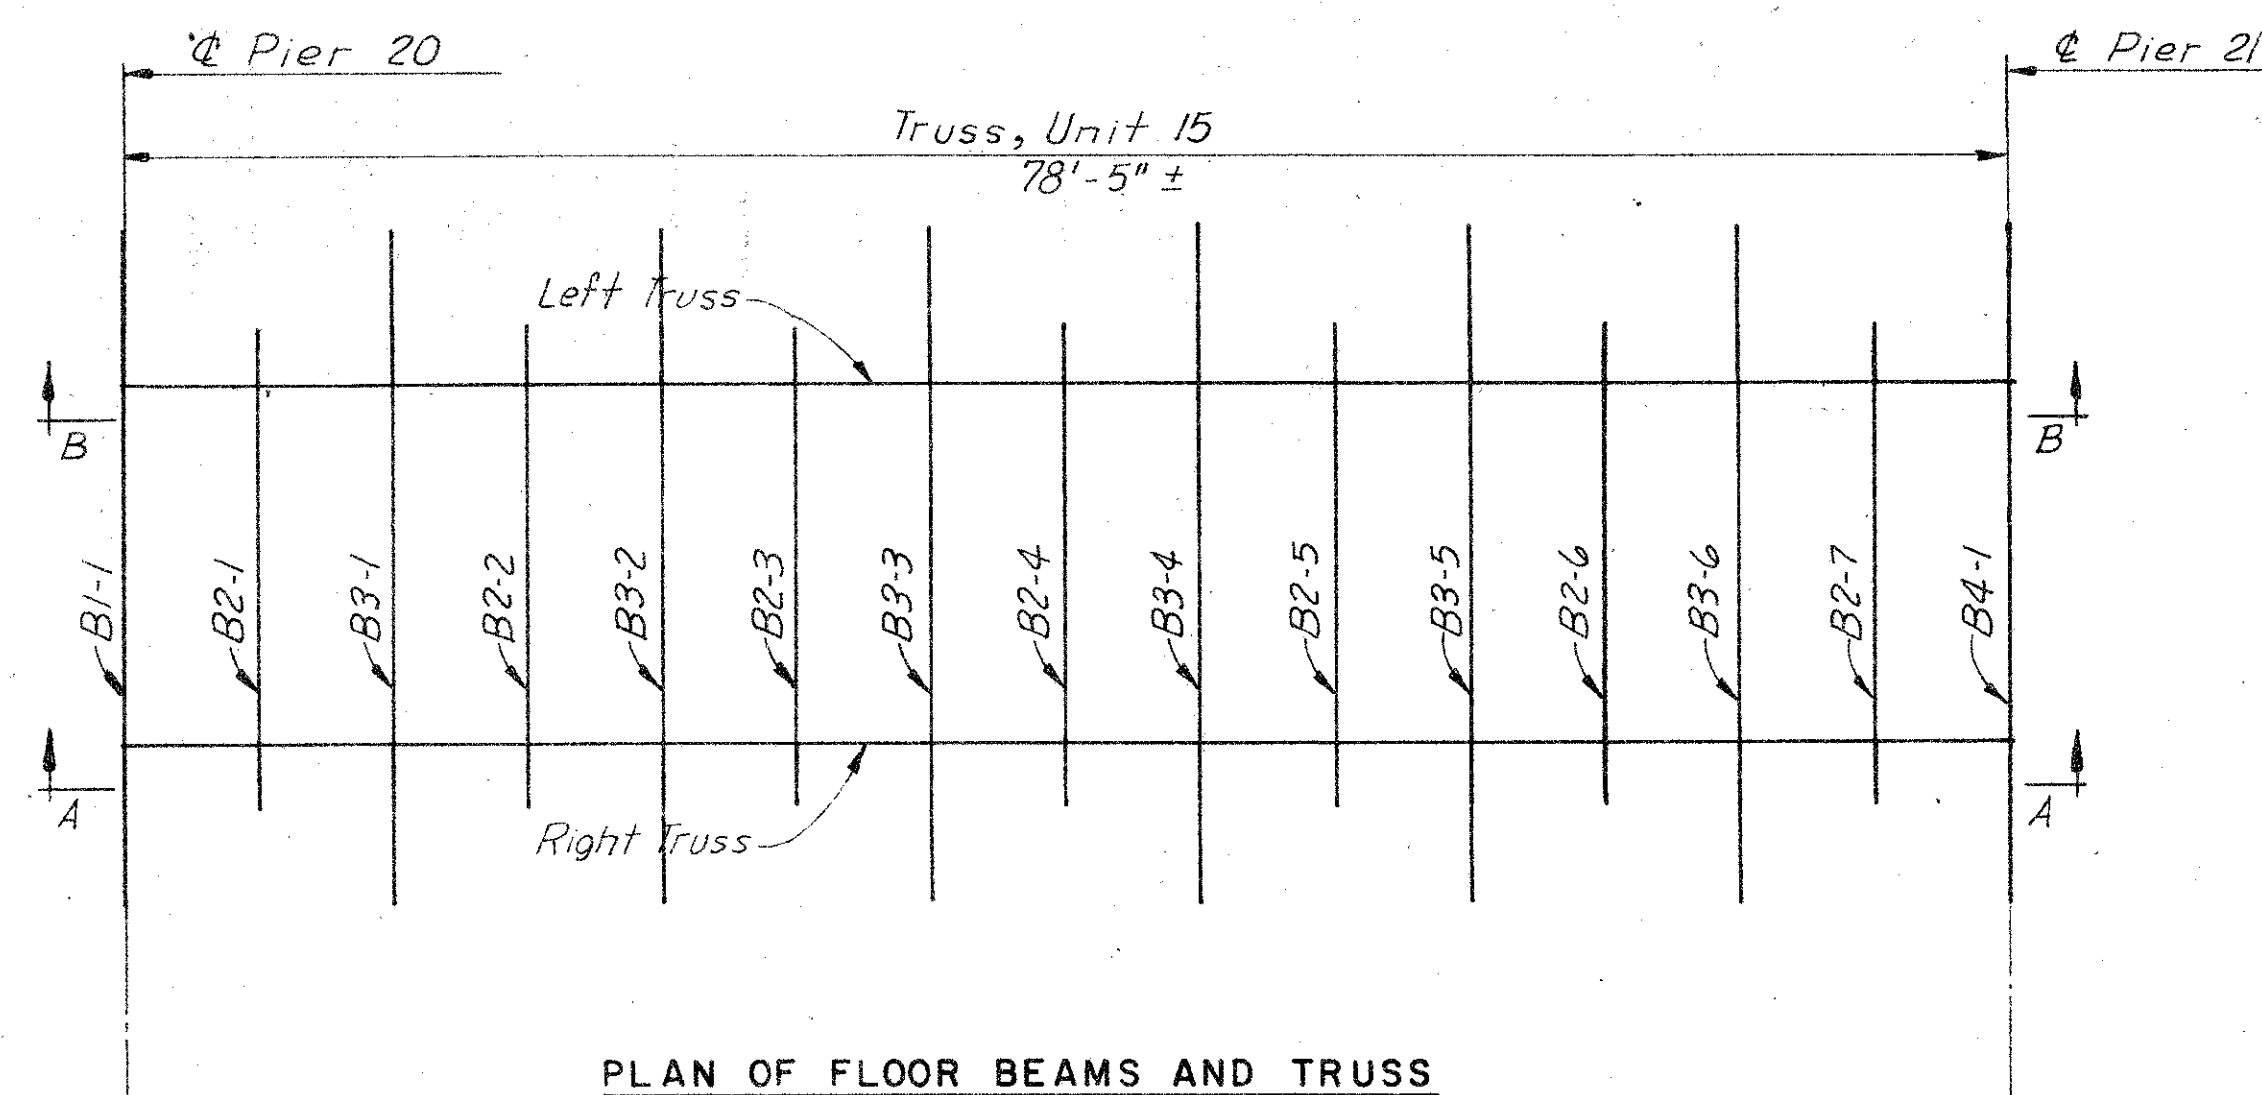 ℄ Pier 20
℄ Pier 21
Truss, Unit 15
78'-5" ±
Left Truss
B
B
B1-1
B2-1
B3-1
B2-2
B3-2
B2-3
B3-3
B2-4
B3-4
B2-5
B3-5
B2-6
B3-6
B2-7
B4-1
A
A
Right Truss
PLAN OF FLOOR BEAMS AND TRUSS